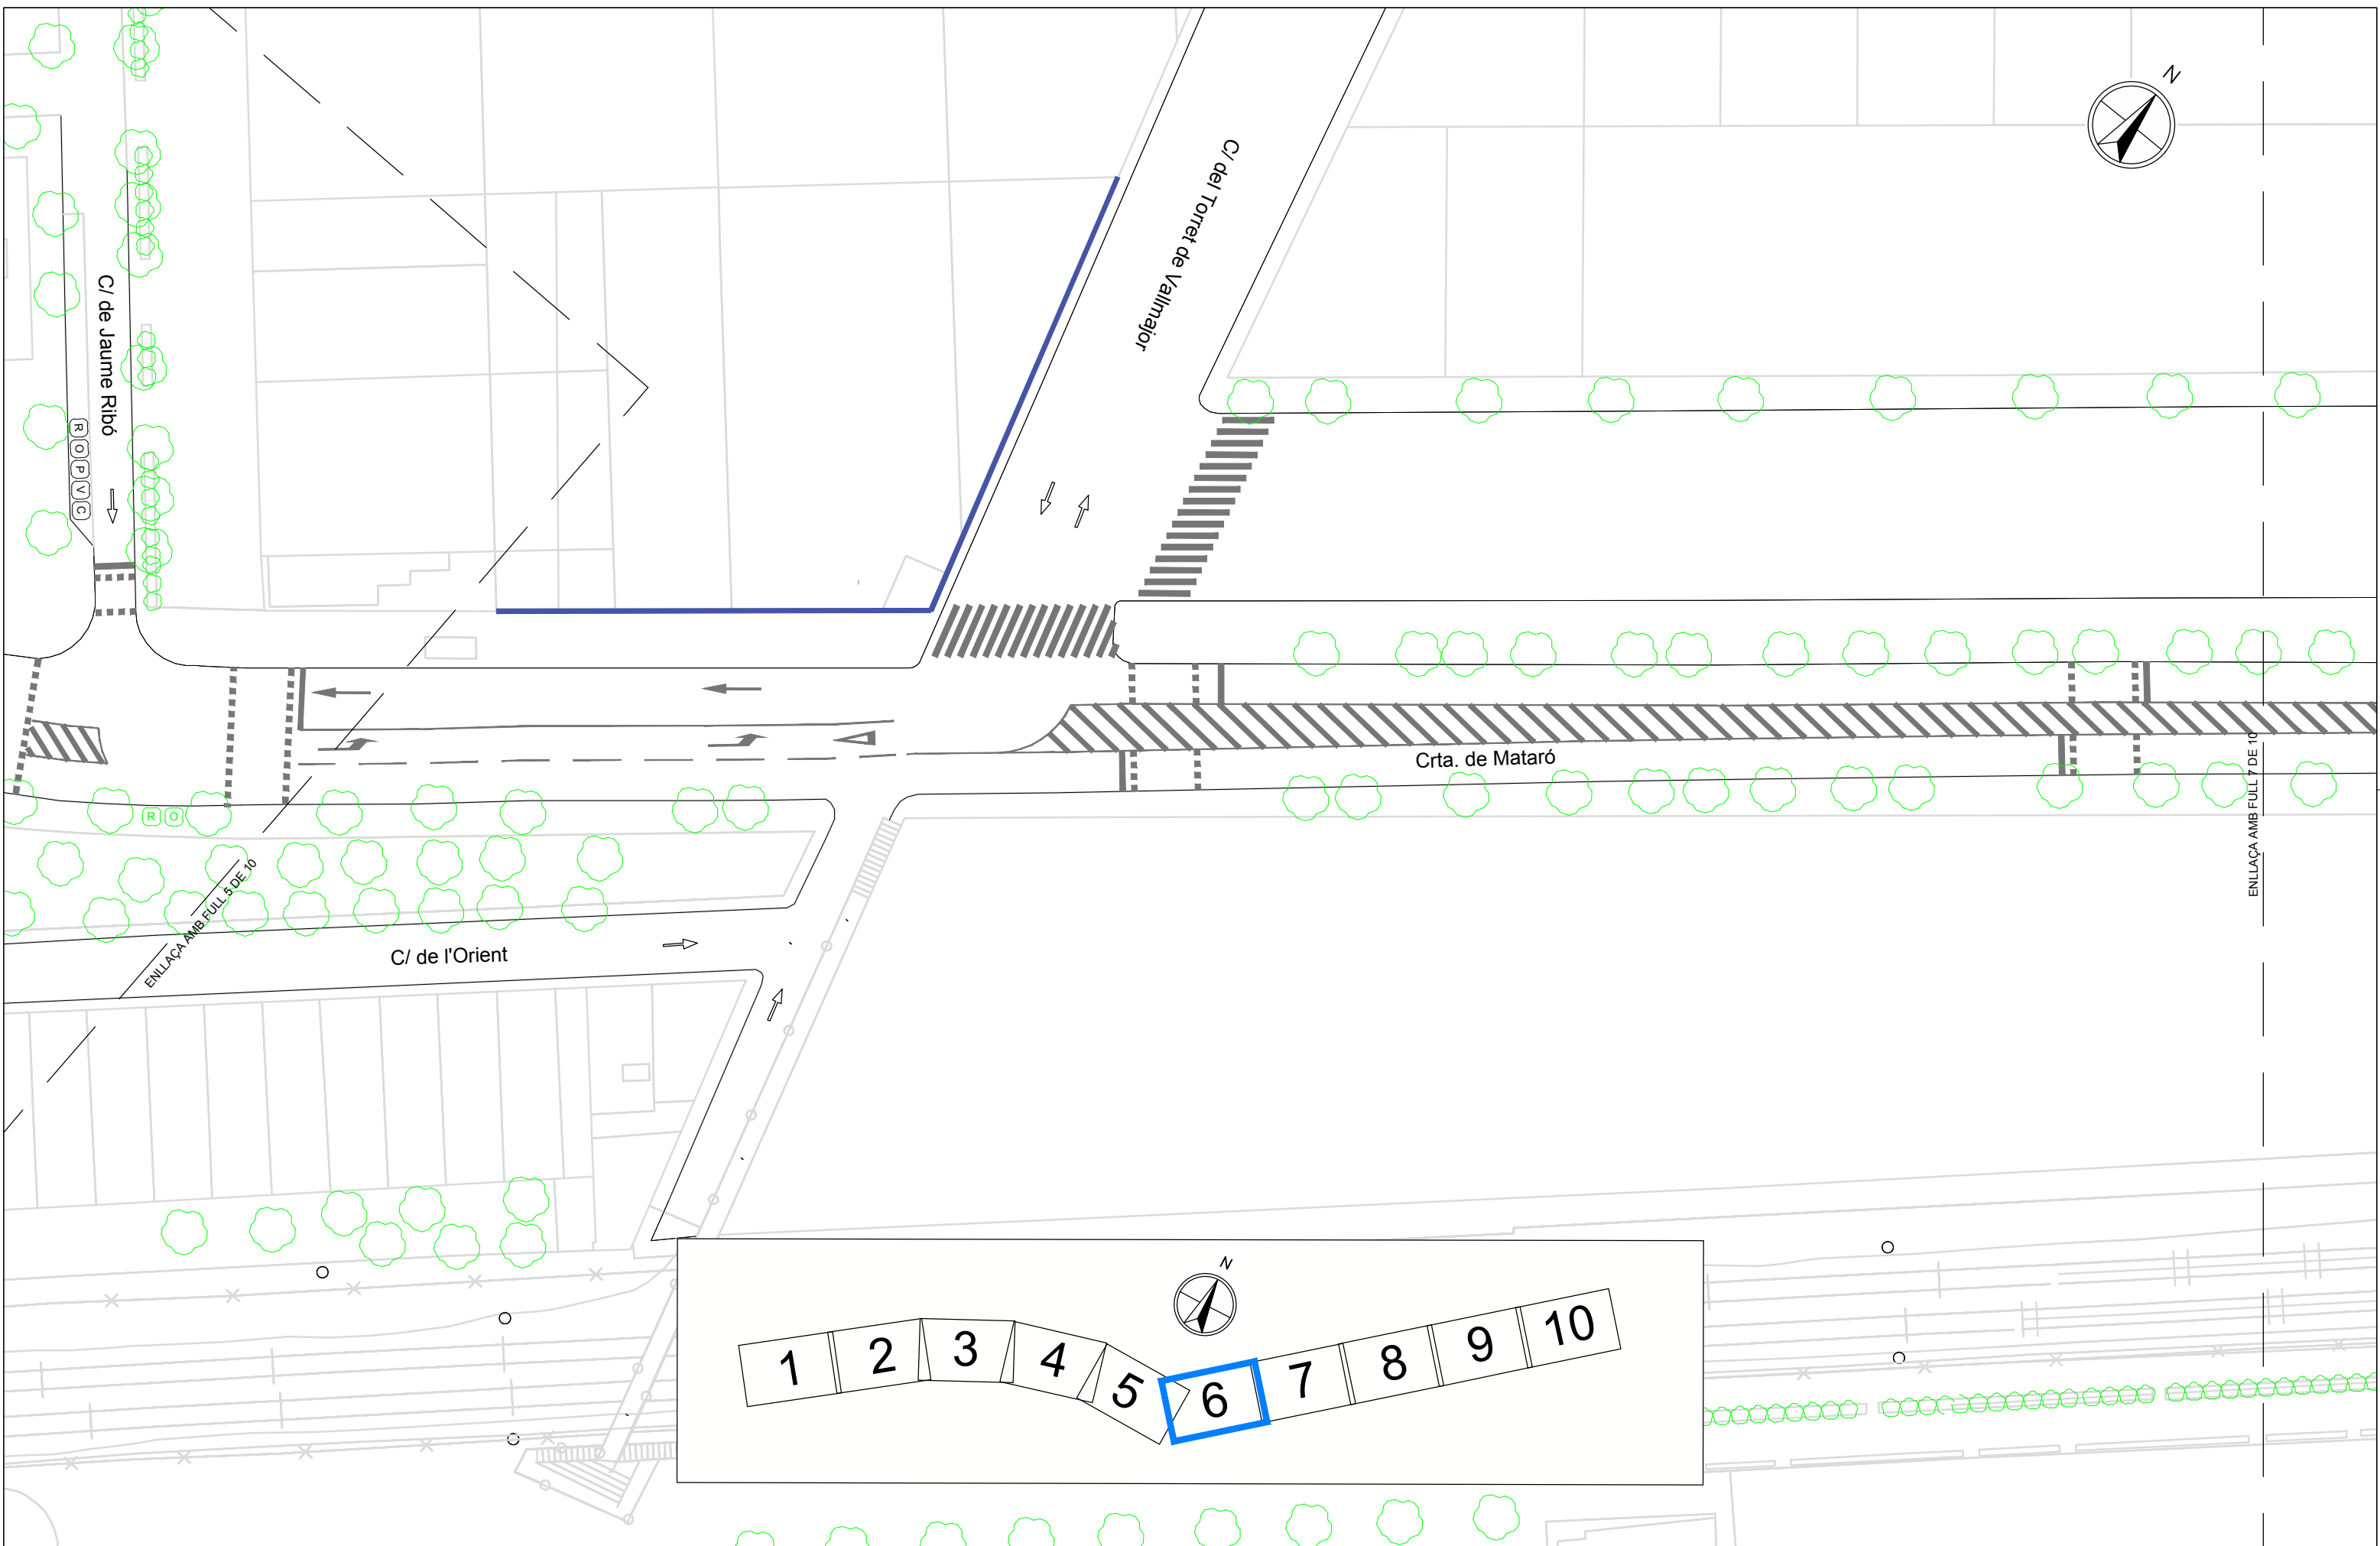 N
C/ del Torret de Vallmajor
C/ de Jaume Ribó
R O P V C
Crta. de Mataró
ENLLAÇA AMB FULL 7 DE 10
R O
ENLLAÇA AMB FULL 5 DE 10
C/ de l'Orient
N
1 2 3 4 5 6 7 8 9 10